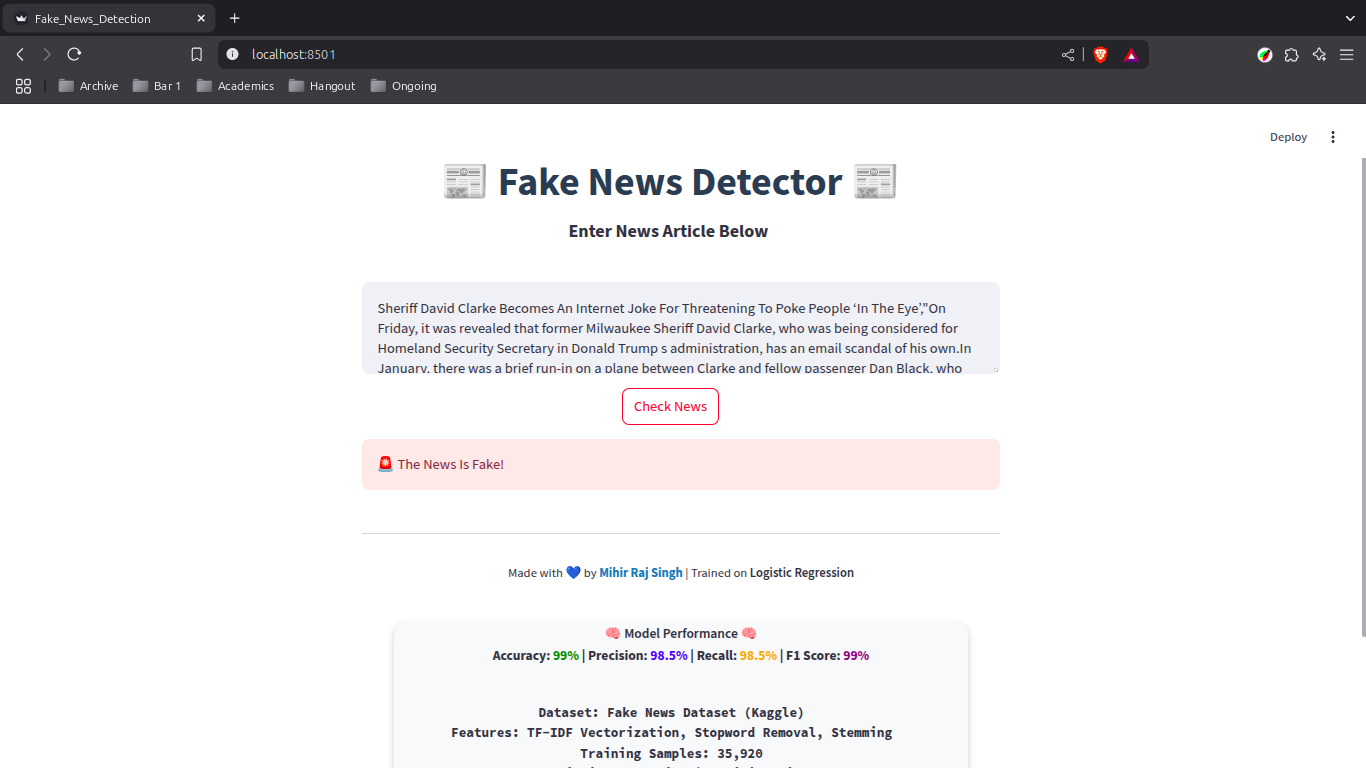 Fake_News_Detection
localhost:8501
Archive Bar 1 Academics Hangout Ongoing
Deploy
Fake News Detector
Enter News Article Below
Sheriff David Clarke Becomes An Internet Joke For Threatening To Poke People ‘In The Eye’,"On
Friday, it was revealed that former Milwaukee Sheriff David Clarke, who was being considered for
Homeland Security Secretary in Donald Trump s administration, has an email scandal of his own.In
January, there was a brief run-in on a plane between Clarke and fellow passenger Dan Black, who
Check News
🚨 The News Is Fake!
Made with 💙 by Mihir Raj Singh | Trained on Logistic Regression
🧠 Model Performance 🧠
Accuracy: 99% | Precision: 98.5% | Recall: 98.5% | F1 Score: 99%
Dataset: Fake News Dataset (Kaggle)
Features: TF-IDF Vectorization, Stopword Removal, Stemming
Training Samples: 35,920